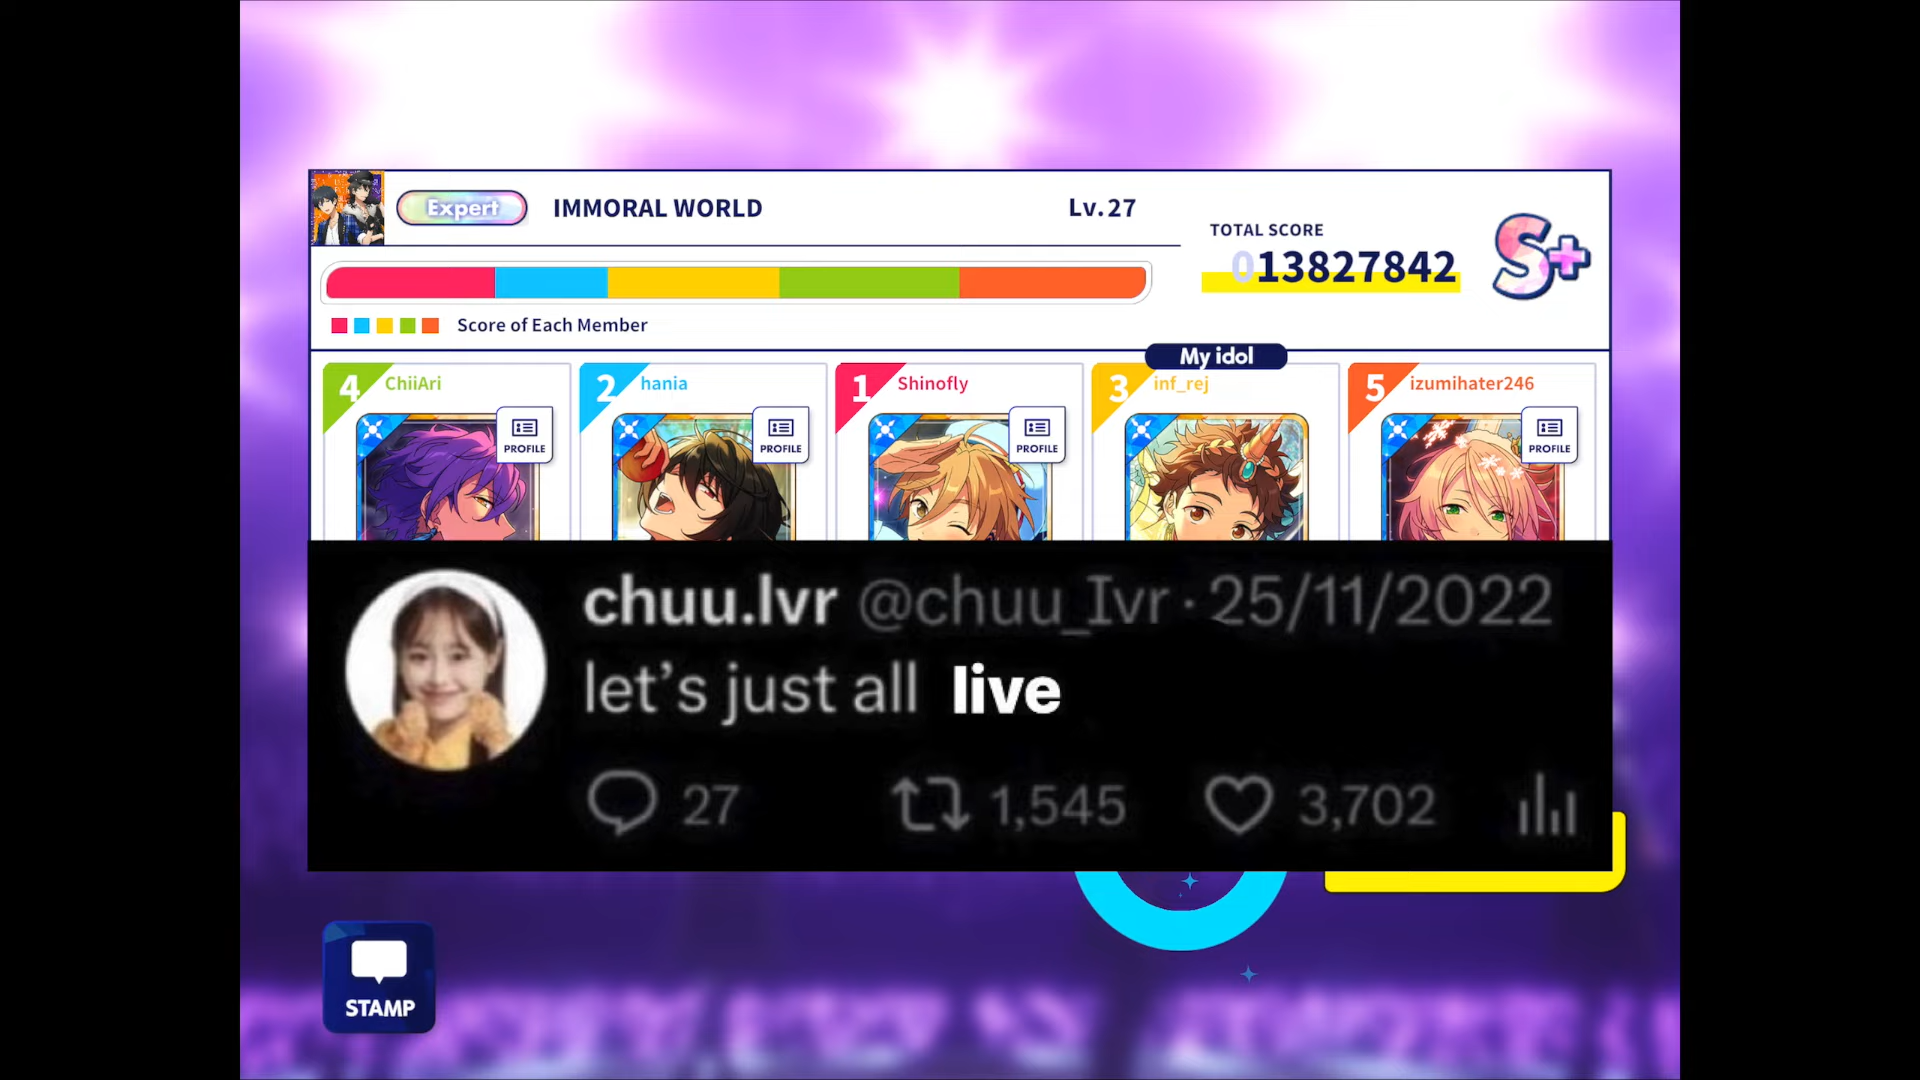 Expert IMMORAL WORLD Lv.27
TOTAL SCORE
013827842
S+
Score of Each Member
My idol
4 ChiiAri
PROFILE
2 hania
PROFILE
1 Shinofly
PROFILE
3 inf_rej
PROFILE
5 izumihater246
PROFILE
chuu.lvr @chuu_Ivr · 25/11/2022
let’s just all live
27 1,545 3,702
STAMP